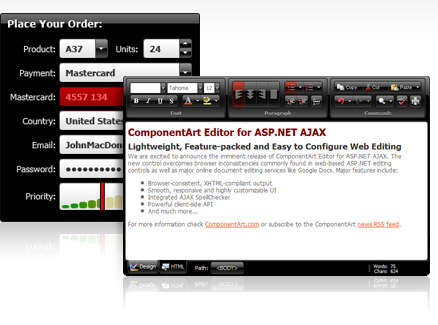 Place Your Order:
Product: A37 Units: 24
Payment: Mastercard
Mastercard: 4557 134
Country: United States
Email: JohnMacDon
Password:
Priority:
Tahoma 12
Copy Cut Paste
B I U S
Font Paragraph Commands
ComponentArt Editor for ASP.NET AJAX
Lightweight, Feature-packed and Easy to Configure Web Editing
We are excited to announce the imminent release of ComponentArt Editor for ASP.NET AJAX. The
new control overcomes browser inconsistencies commonly found in web-based ASP.NET editing
controls as well as major online document editing services like Google Docs. Major features include:
Browser-consistent, XHTML-compliant output
Smooth, responsive and highly customizable UI
Integrated AJAX SpellChecker
Powerful client-side API
And much more...
For more information check ComponentArt.com or subscribe to the ComponentArt news RSS feed.
Design HTML Path: <BODY> Words: 75
Chars: 624